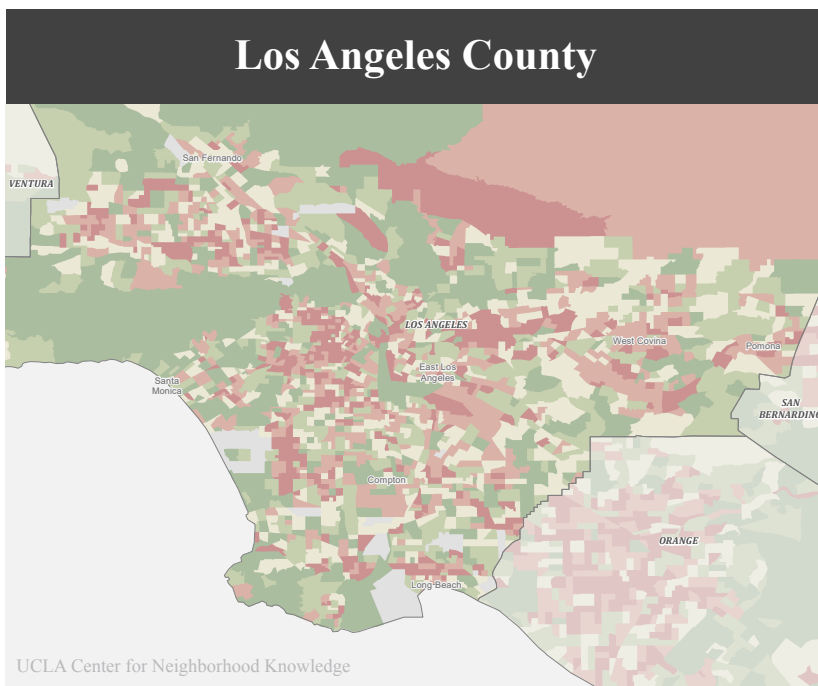 Los Angeles County
San Fernando
VENTURA
LOS ANGELES
West Covina
Pomona
East Los
Angeles
Santa
Monica
SAN
BERNARDINO
Compton
ORANGE
Long Beach
UCLA Center for Neighborhood Knowledge